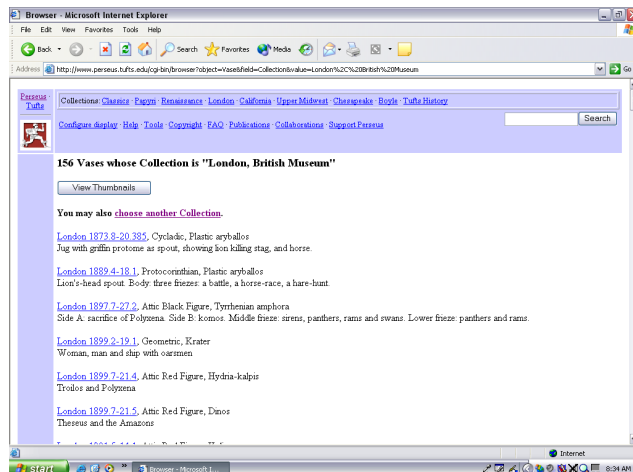 Browser - Microsoft Internet Explorer
File Edit View Favorites Tools Help
Back Search Favorites Media
Address http://www.perseus.tufts.edu/cgi-bin/browser?object=Vase&field=Collection&value=London%2C%20British%20Museum Go
Perseus · Tufts
Collections: Classics · Papyri · Renaissance · London · California · Upper Midwest · Chesapeake · Boyle · Tufts History
Configure display · Help · Tools · Copyright · FAQ · Publications · Collaborations · Support Perseus
Search
156 Vases whose Collection is "London, British Museum"
View Thumbnails
You may also choose another Collection.
London 1873.8-20.385, Cycladic, Plastic aryballos
Jug with griffin protome as spout, showing lion killing stag, and horse.
London 1889.4-18.1, Protocorinthian, Plastic aryballos
Lion's-head spout. Body: three friezes: a battle, a horse-race, a hare-hunt.
London 1897.7-27.2, Attic Black Figure, Tyrrhenian amphora
Side A: sacrifice of Polyxena. Side B: komos. Middle frieze: sirens, panthers, rams and swans. Lower frieze: panthers and rams.
London 1899.2-19.1, Geometric, Krater
Woman, man and ship with oarsmen
London 1899.7-21.4, Attic Red Figure, Hydria-kalpis
Troilos and Polyxena
London 1899.7-21.5, Attic Red Figure, Dinos
Theseus and the Amazons
Internet
start
Browser - Microsoft I...
8:34 AM